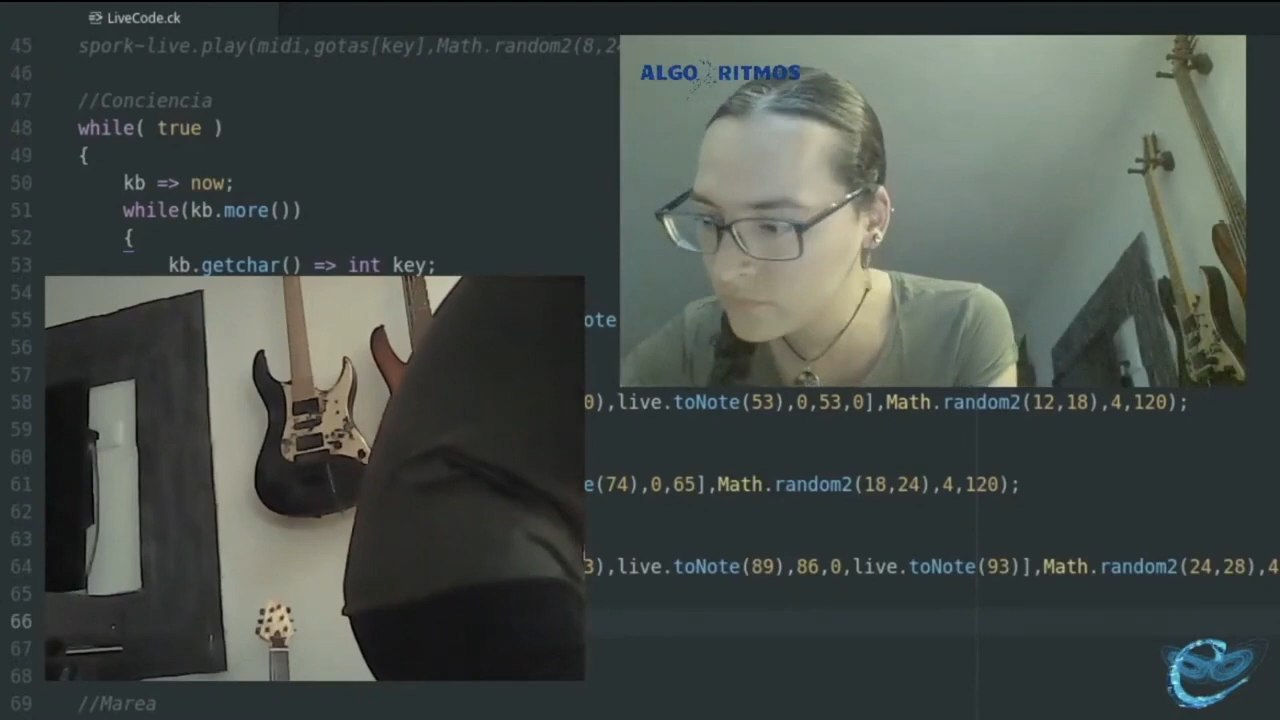 LiveCode.ck
45 spork~live.play(midi,gotas[key],Math.random2(8,24
ALGO RITMOS
46
47 //Conciencia
48 while( true )
49 {
50 kb => now;
51 while(kb.more())
52 {
53 kb.getchar() => int key;
54
55 ote
56
57
58 0),live.toNote(53),0,53,0],Math.random2(12,18),4,120);
59
60
61 e(74),0,65],Math.random2(18,24),4,120);
62
63
64 3),live.toNote(89),86,0,live.toNote(93)],Math.random2(24,28),4
65
66
67
68
69 //Marea